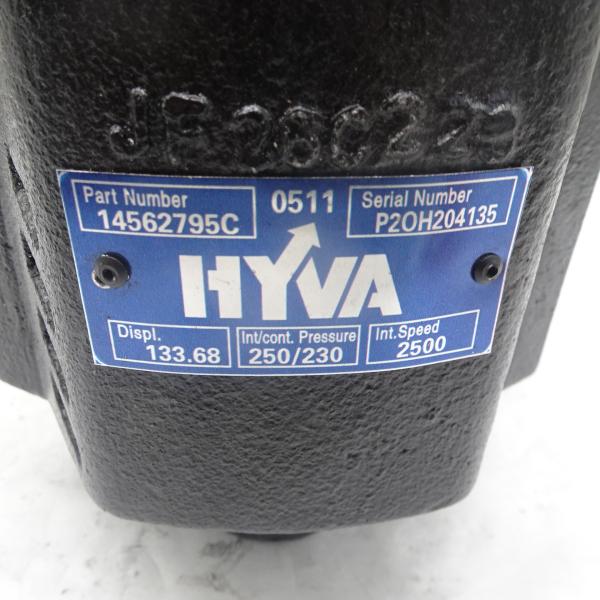 Part Number
14562795C
0511
Serial Number
P2OH204135
HYVA
Displ.
133.68
Int/cont. Pressure
250/230
Int.Speed
2500